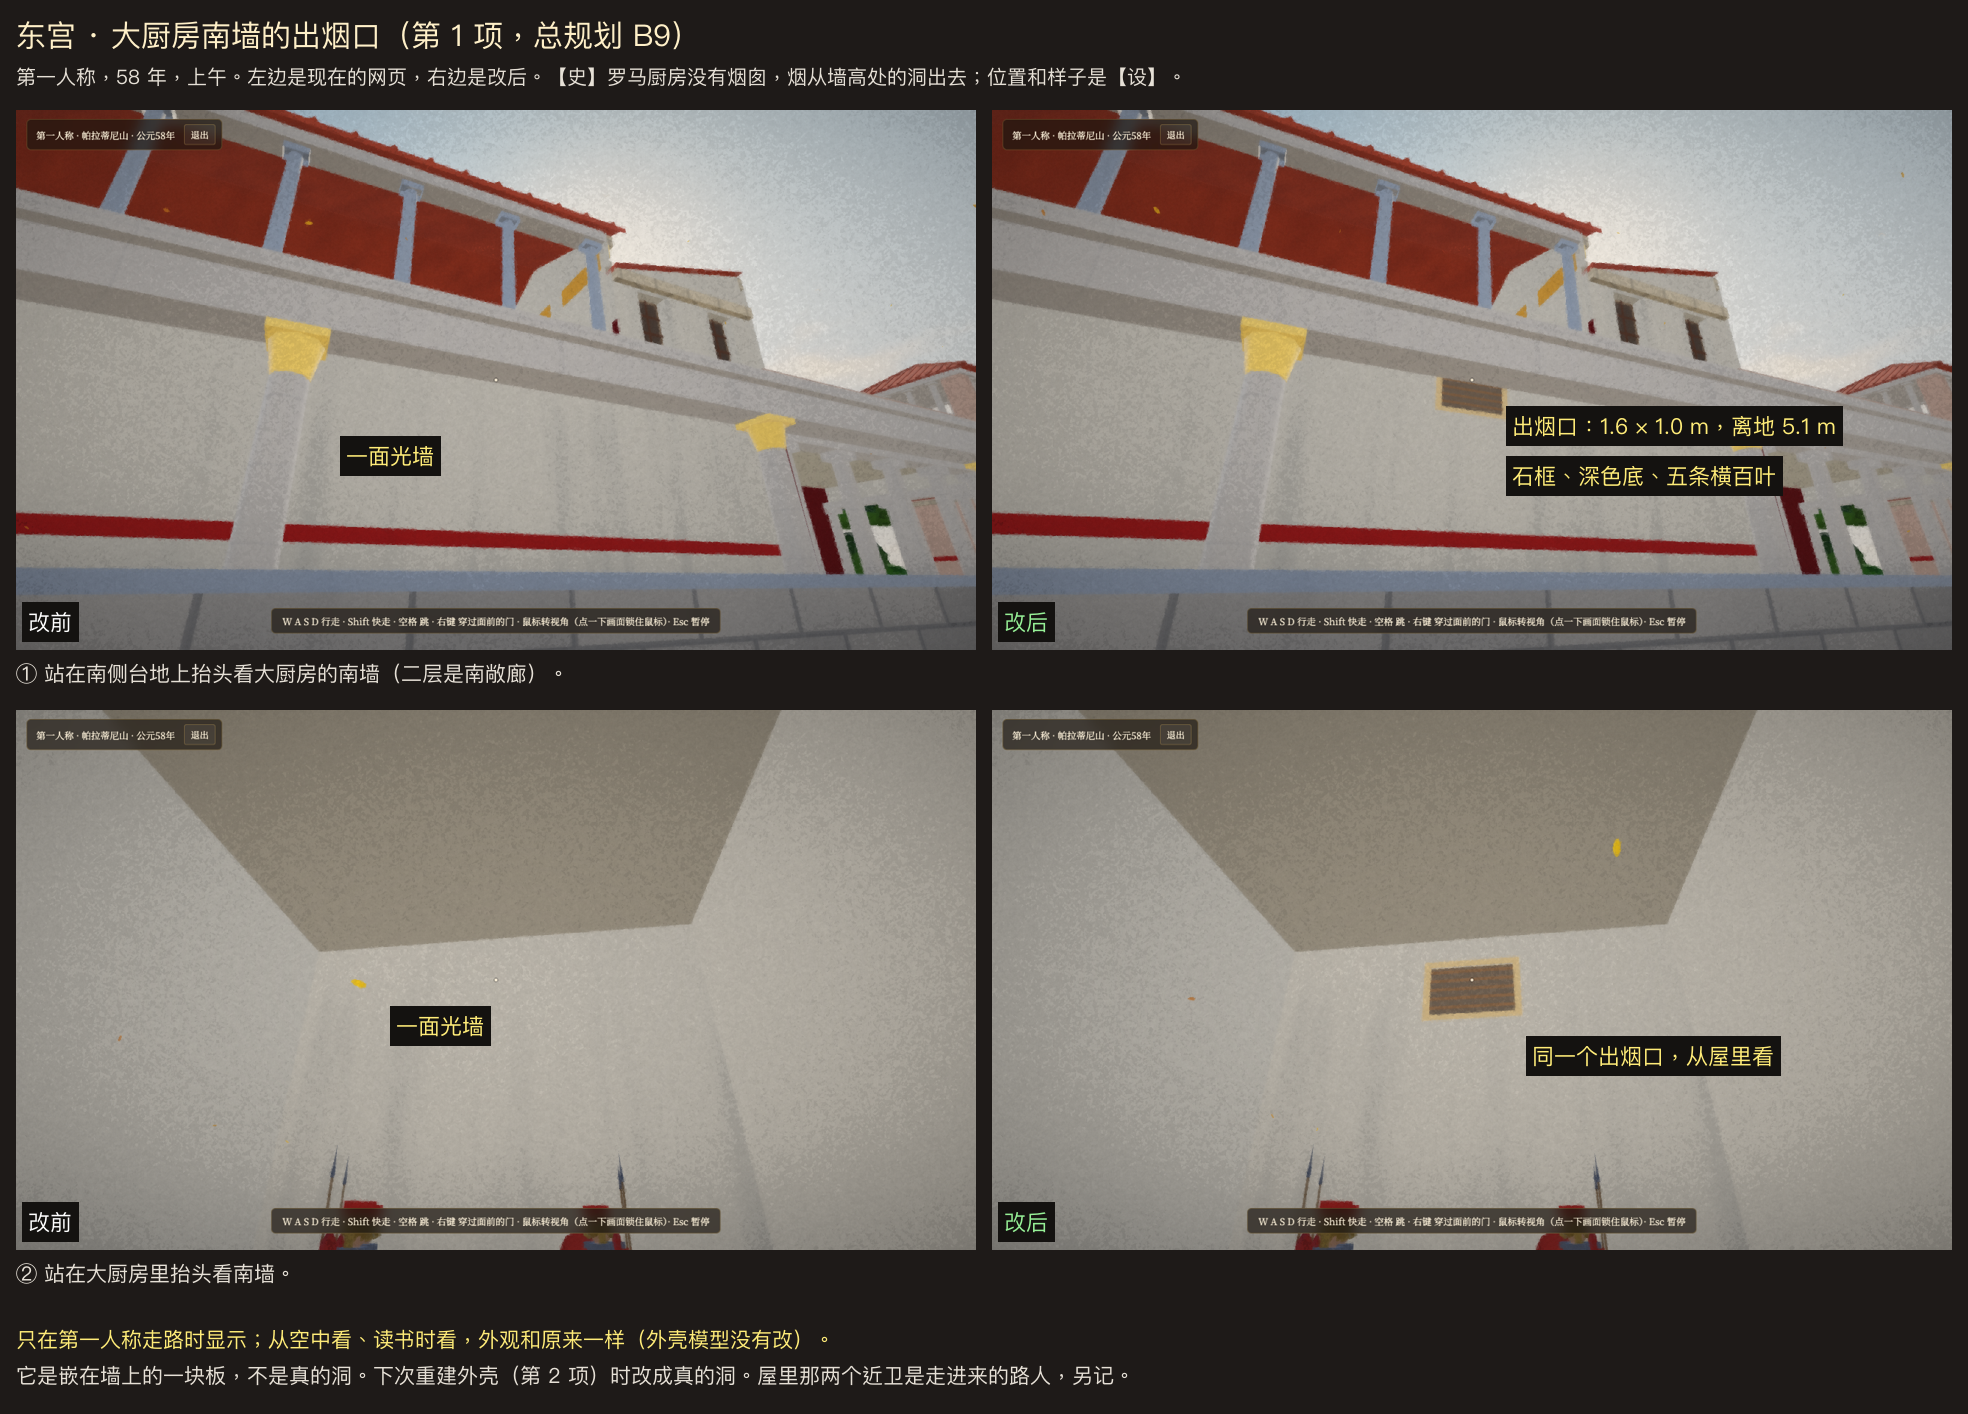 东宫 · 大厨房南墙的出烟口（第 1 项，总规划 B9）
第一人称，58 年，上午。左边是现在的网页，右边是改后。【史】罗马厨房没有烟囱，烟从墙高处的洞出去；位置和样子是【设】。
第一人称 · 帕拉蒂尼山 · 公元58年 退出
一面光墙
改前
W A S D 行走 · Shift 快走 · 空格 跳 · 右键 穿过面前的门 · 鼠标转视角（点一下画面锁住鼠标）· Esc 暂停
第一人称 · 帕拉蒂尼山 · 公元58年 退出
出烟口：1.6 × 1.0 m，离地 5.1 m
石框、深色底、五条横百叶
改后
W A S D 行走 · Shift 快走 · 空格 跳 · 右键 穿过面前的门 · 鼠标转视角（点一下画面锁住鼠标）· Esc 暂停
① 站在南侧台地上抬头看大厨房的南墙（二层是南敞廊）。
第一人称 · 帕拉蒂尼山 · 公元58年 退出
一面光墙
改前
W A S D 行走 · Shift 快走 · 空格 跳 · 右键 穿过面前的门 · 鼠标转视角（点一下画面锁住鼠标）· Esc 暂停
第一人称 · 帕拉蒂尼山 · 公元58年 退出
同一个出烟口，从屋里看
改后
W A S D 行走 · Shift 快走 · 空格 跳 · 右键 穿过面前的门 · 鼠标转视角（点一下画面锁住鼠标）· Esc 暂停
② 站在大厨房里抬头看南墙。
只在第一人称走路时显示；从空中看、读书时看，外观和原来一样（外壳模型没有改）。
它是嵌在墙上的一块板，不是真的洞。下次重建外壳（第 2 项）时改成真的洞。屋里那两个近卫是走进来的路人，另记。